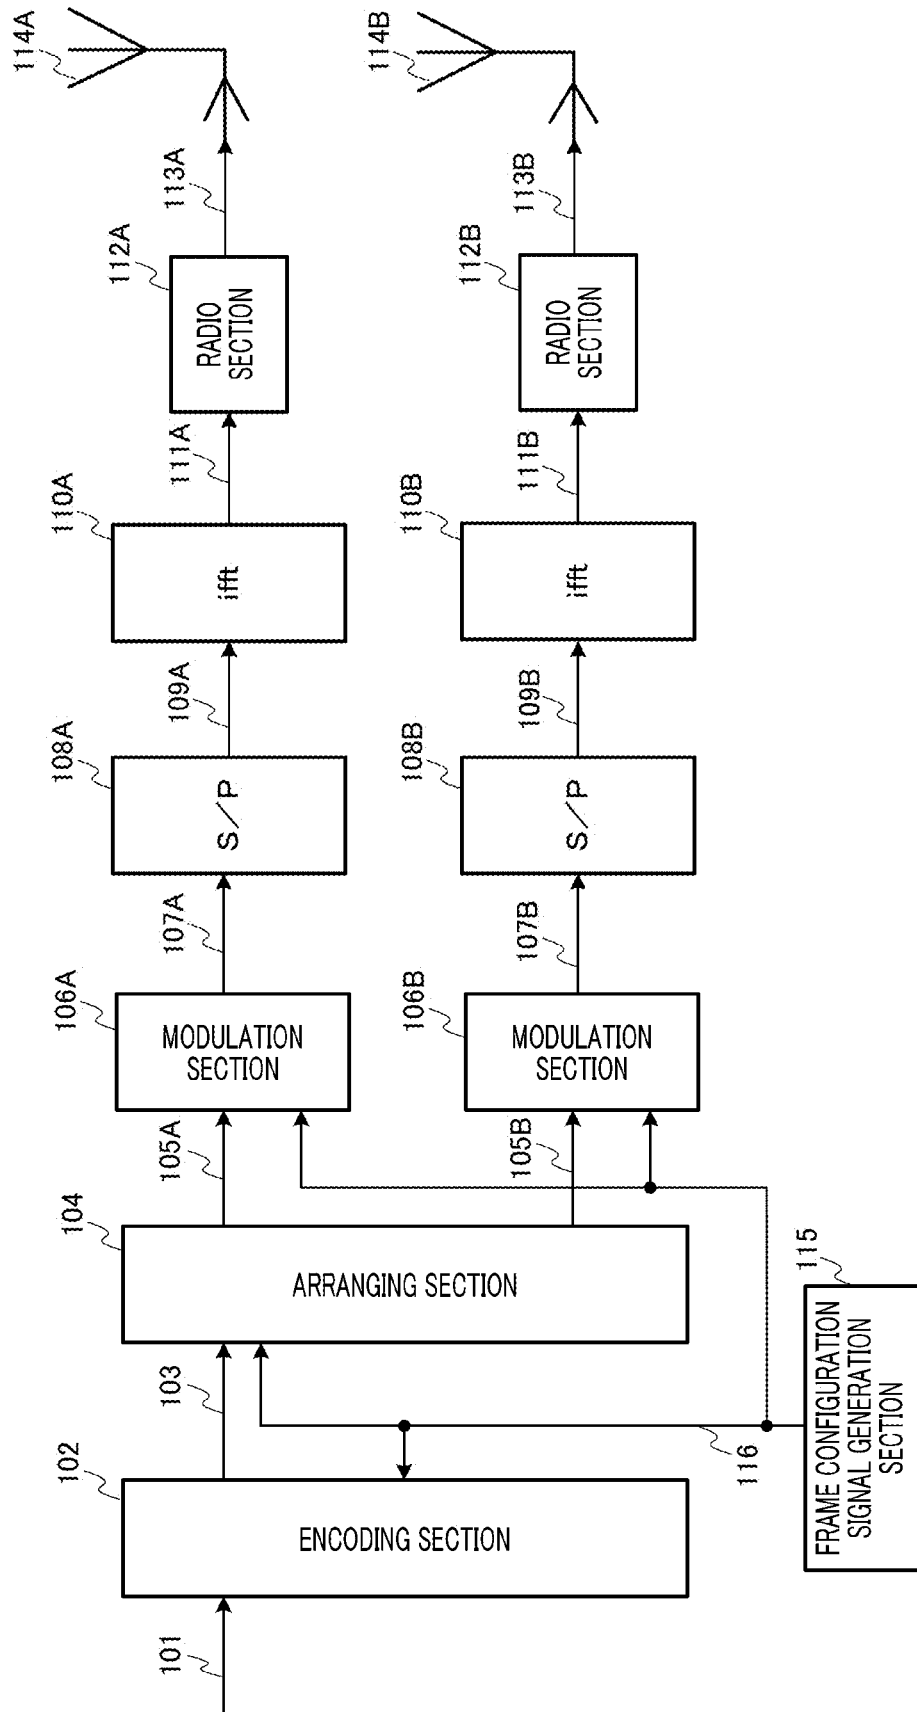 101
102
ENCODING SECTION
103
104
ARRANGING SECTION
105A
106A
MODULATION
SECTION
107A
108A
S/P
109A
110A
ifft
111A
112A
RADIO
SECTION
113A
114A
105B
106B
MODULATION
SECTION
107B
108B
S/P
109B
110B
ifft
111B
112B
RADIO
SECTION
113B
114B
116
115
FRAME CONFIGURATION
SIGNAL GENERATION
SECTION